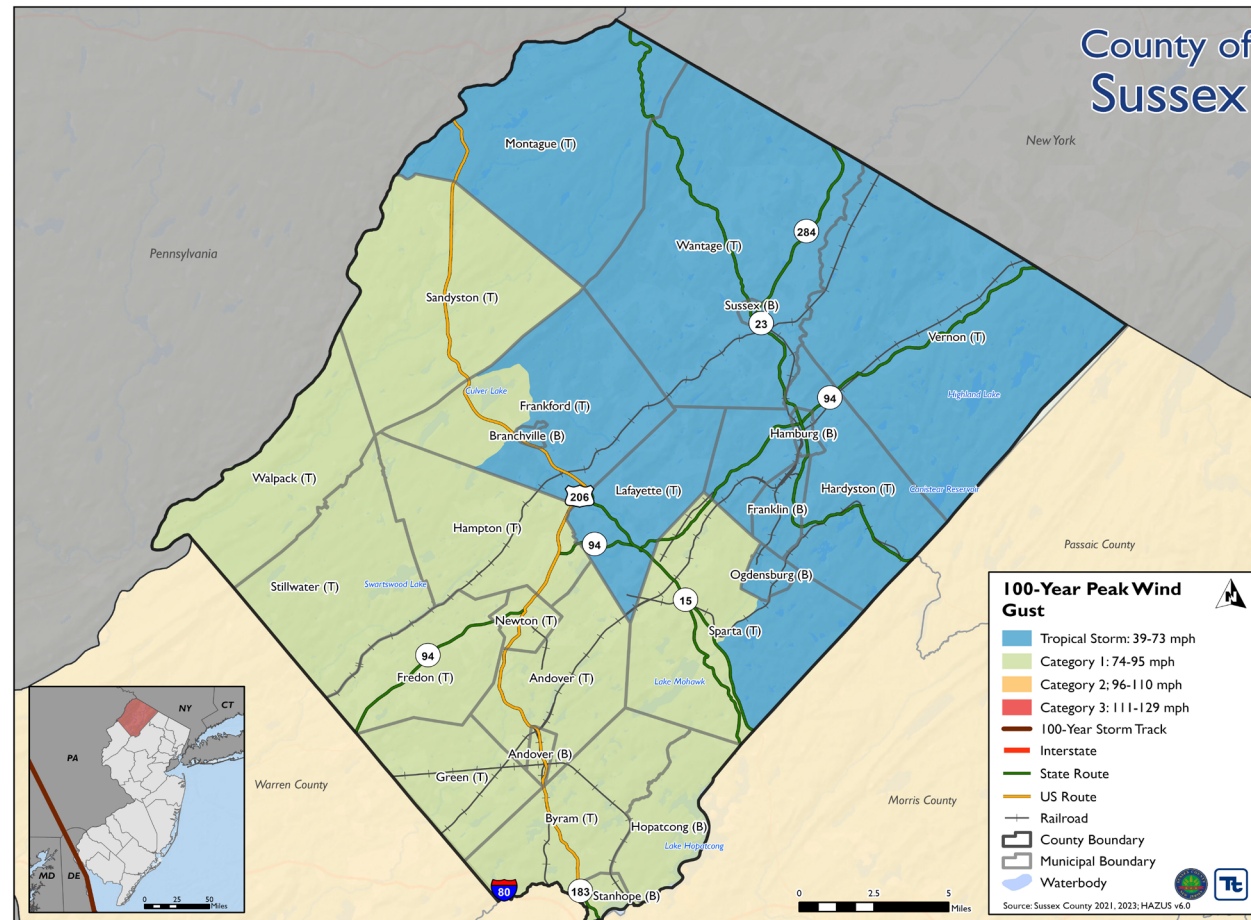 County of
Sussex
New York
Montague (T)
284
Wantage (T)
Pennsylvania
Sandyston (T)
Sussex (B)
23
Vernon (T)
Culver Lake
Highland Lake
94
Frankford (T)
Branchville (B)
Hamburg (B)
Walpack (T)
Lafayette (T)
Hardyston (T)
Canistear Reservoir
206
Franklin (B)
Hampton (T)
94
Passaic County
Ogdensburg (B)
Stillwater (T)
Swartswood Lake
15
Newton (T)
Sparta (T)
94
Fredon (T)
Andover (T)
Lake Mohawk
Andover (B)
Green (T)
Warren County
Morris County
Byram (T)
Hopatcong (B)
Lake Hopatcong
80
183
Stanhope (B)
100-Year Peak Wind
Gust
N
Tropical Storm: 39-73 mph
Category 1: 74-95 mph
Category 2; 96-110 mph
Category 3: 111-129 mph
100-Year Storm Track
Interstate
State Route
US Route
Railroad
County Boundary
Municipal Boundary
Waterbody
Source: Sussex County 2021, 2023; HAZUS v6.0
Tt
0 2.5 5
Miles
NY
CT
PA
MD
DE
0 25 50
Miles